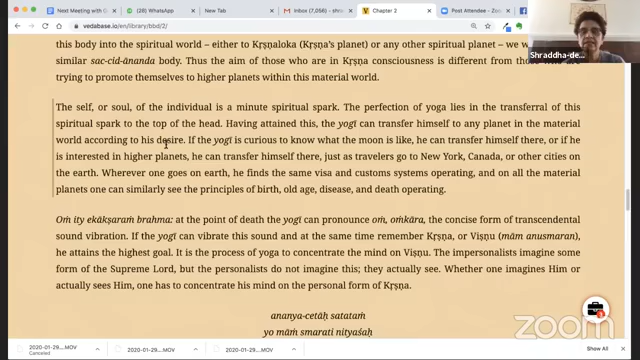 Next Meeting with G
(28) WhatsApp
New Tab
Inbox (7,056) - shri
Chapter 2
Post Attendee - Zoom
vedabase.io/en/library/bbd/2/
this body into the spiritual world – either to Kṛṣṇaloka (Kṛṣṇa's planet) or any other spiritual planet – we w
similar sac-cid-ānanda body. Thus the aim of those who are in Kṛṣṇa consciousness is different from those
trying to promote themselves to higher planets within this material world.
Shraddha-de...
The self, or soul, of the individual is a minute spiritual spark. The perfection of yoga lies in the transferral of this
spiritual spark to the top of the head. Having attained this, the yogī can transfer himself to any planet in the material
world according to his desire. If the yogī is curious to know what the moon is like, he can transfer himself there, or if he
is interested in higher planets, he can transfer himself there, just as travelers go to New York, Canada, or other cities on
the earth. Wherever one goes on earth, he finds the same visa and customs systems operating, and on all the material
planets one can similarly see the principles of birth, old age, disease, and death operating.
Oṁ ity ekākṣaraṁ brahma: at the point of death the yogī can pronounce oṁ, oṁkāra, the concise form of transcendental
sound vibration. If the yogī can vibrate this sound and at the same time remember Kṛṣṇa, or Viṣṇu (mām anusmaran),
he attains the highest goal. It is the process of yoga to concentrate the mind on Viṣṇu. The impersonalists imagine some
form of the Supreme Lord, but the personalists do not imagine this; they actually see. Whether one imagines Him or
actually sees Him, one has to concentrate his mind on the personal form of Kṛṣṇa.
ananya-cetāḥ satataṁ
yo māṁ smarati nityaśaḥ
zoom
2020-01-29....MOV
Canceled
2020-01-29....MOV
2020-01-29....MOV
Show All